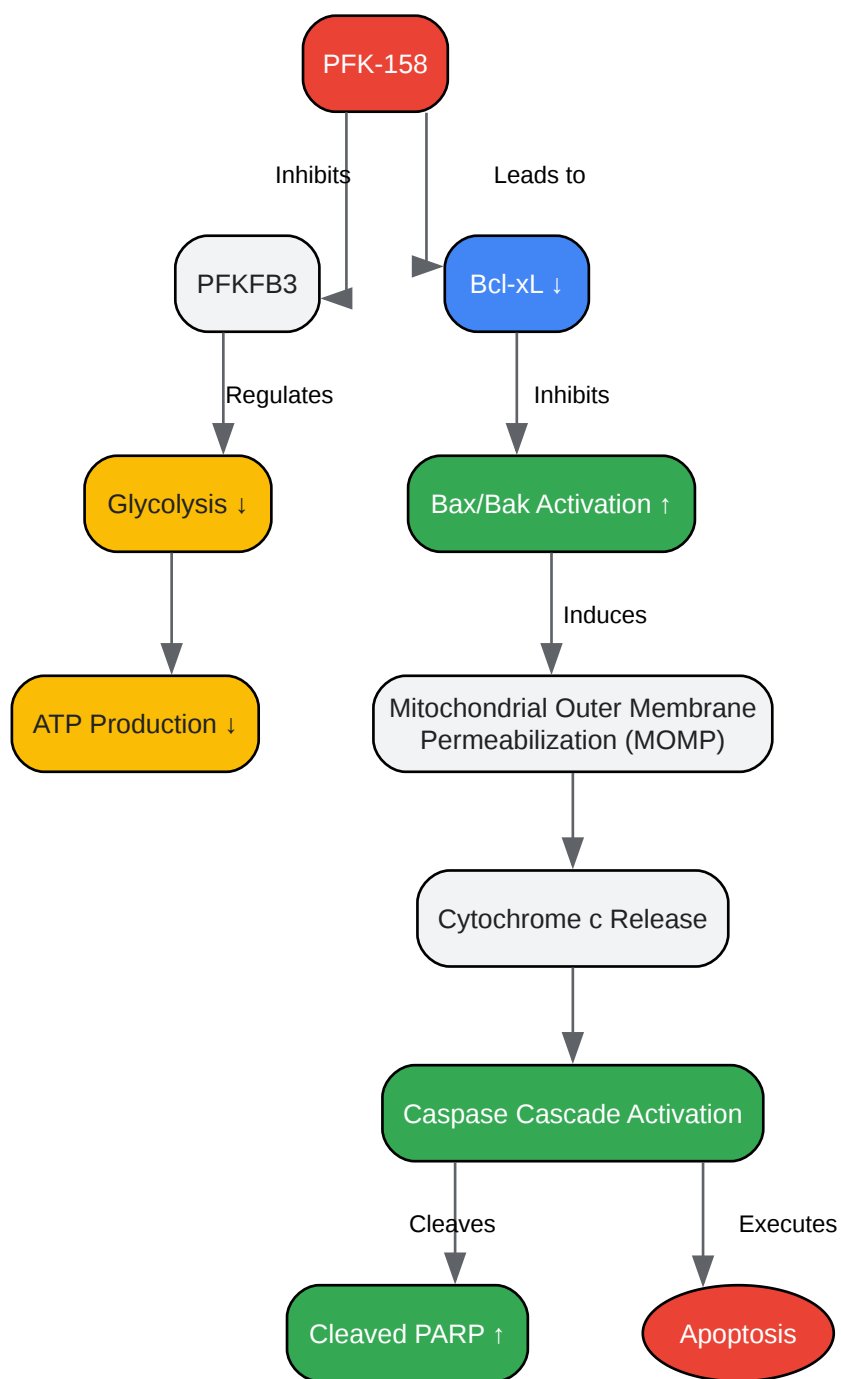 PFK-158
Inhibits
Leads to
PFKFB3
Bcl-xL ↓
Regulates
Inhibits
Glycolysis ↓
Bax/Bak Activation ↑
Induces
ATP Production ↓
Mitochondrial Outer Membrane
Permeabilization (MOMP)
Cytochrome c Release
Caspase Cascade Activation
Cleaves
Executes
Cleaved PARP ↑
Apoptosis